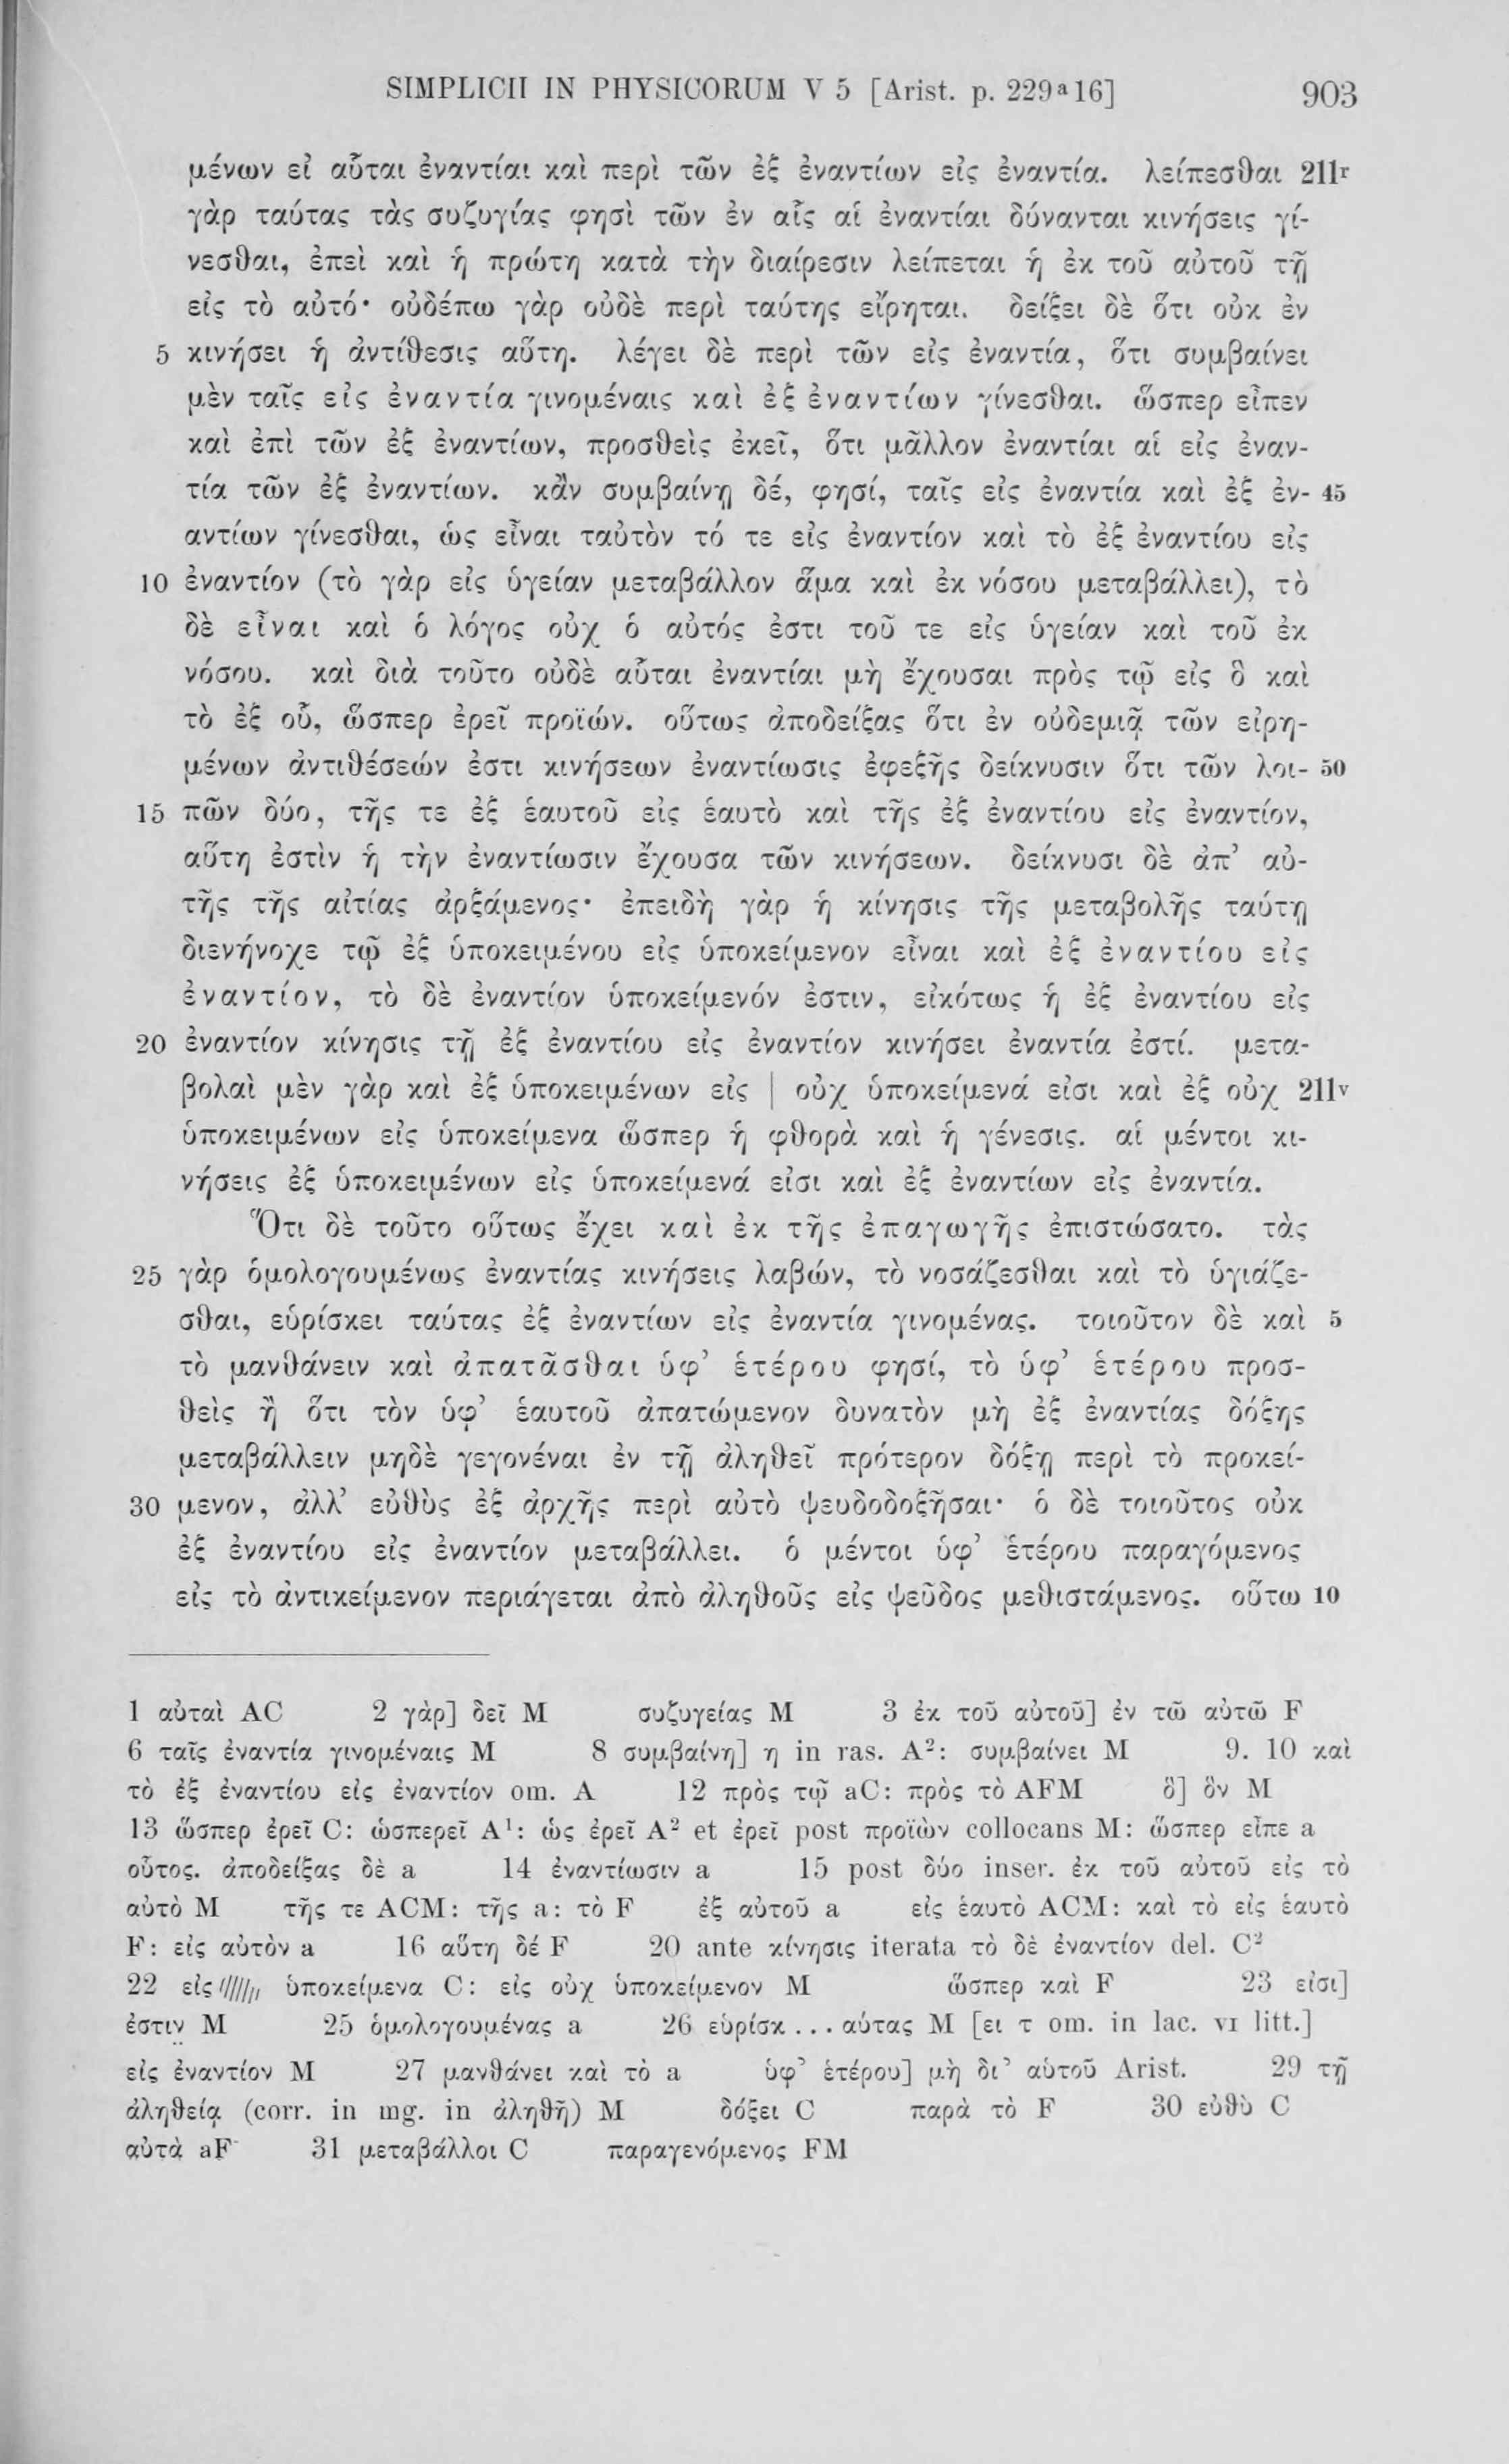 SIMPLICII IN PHYSICORUM V 5 [Arist. p. 229ᵃ16] 903
μένων εἰ αὗται ἐναντίαι καὶ περὶ τῶν ἐξ ἐναντίων εἰς ἐναντία. λείπεσθαι 211r
γὰρ ταύτας τὰς συζυγίας φησὶ τῶν ἐν αἷς αἱ ἐναντίαι δύνανται κινήσεις γί-
νεσθαι, ἐπεὶ καὶ ἡ πρώτη κατὰ τὴν διαίρεσιν λείπεται ἡ ἐκ τοῦ αὐτοῦ τῇ
εἰς τὸ αὐτό· οὐδέπω γὰρ οὐδὲ περὶ ταύτης εἴρηται. δείξει δὲ ὅτι οὐκ ἐν
5 κινήσει ἡ ἀντίθεσις αὕτη. λέγει δὲ περὶ τῶν εἰς ἐναντία, ὅτι συμβαίνει
μὲν ταῖς εἰς ἐναντία γινομέναις καὶ ἐξ ἐναντίων γίνεσθαι. ὥσπερ εἶπεν
καὶ ἐπὶ τῶν ἐξ ἐναντίων, προσθεὶς ἐκεῖ, ὅτι μᾶλλον ἐναντίαι αἱ εἰς ἐναν-
τία τῶν ἐξ ἐναντίων. κἂν συμβαίνῃ δέ, φησί, ταῖς εἰς ἐναντία καὶ ἐξ ἐν- 45
αντίων γίνεσθαι, ὡς εἶναι ταὐτὸν τό τε εἰς ἐναντίον καὶ τὸ ἐξ ἐναντίου εἰς
10 ἐναντίον (τὸ γὰρ εἰς ὑγείαν μεταβάλλον ἅμα καὶ ἐκ νόσου μεταβάλλει), τὸ
δὲ εἶναι καὶ ὁ λόγος οὐχ ὁ αὐτός ἐστι τοῦ τε εἰς ὑγείαν καὶ τοῦ ἐκ
νόσου. καὶ διὰ τοῦτο οὐδὲ αὗται ἐναντίαι μὴ ἔχουσαι πρὸς τῷ εἰς ὃ καὶ
τὸ ἐξ οὗ, ὥσπερ ἐρεῖ προϊών. οὕτως ἀποδείξας ὅτι ἐν οὐδεμιᾷ τῶν εἰρη-
μένων ἀντιθέσεών ἐστι κινήσεων ἐναντίωσις ἐφεξῆς δείκνυσιν ὅτι τῶν λοι- 50
15 πῶν δύο, τῆς τε ἐξ ἑαυτοῦ εἰς ἑαυτὸ καὶ τῆς ἐξ ἐναντίου εἰς ἐναντίον,
αὕτη ἐστὶν ἡ τὴν ἐναντίωσιν ἔχουσα τῶν κινήσεων. δείκνυσι δὲ ἀπ’ αὐ-
τῆς τῆς αἰτίας ἀρξάμενος· ἐπειδὴ γὰρ ἡ κίνησις τῆς μεταβολῆς ταύτῃ
διενήνοχε τῷ ἐξ ὑποκειμένου εἰς ὑποκείμενον εἶναι καὶ ἐξ ἐναντίου εἰς
ἐναντίον, τὸ δὲ ἐναντίον ὑποκείμενόν ἐστιν, εἰκότως ἡ ἐξ ἐναντίου εἰς
20 ἐναντίον κίνησις τῇ ἐξ ἐναντίου εἰς ἐναντίον κινήσει ἐναντία ἐστί. μετα-
βολαὶ μὲν γὰρ καὶ ἐξ ὑποκειμένων εἰς | οὐχ ὑποκείμενά εἰσι καὶ ἐξ οὐχ 211v
ὑποκειμένων εἰς ὑποκείμενα ὥσπερ ἡ φθορὰ καὶ ἡ γένεσις. αἱ μέντοι κι-
νήσεις ἐξ ὑποκειμένων εἰς ὑποκείμενά εἰσι καὶ ἐξ ἐναντίων εἰς ἐναντία.
Ὅτι δὲ τοῦτο οὕτως ἔχει καὶ ἐκ τῆς ἐπαγωγῆς ἐπιστώσατο. τὰς
25 γὰρ ὁμολογουμένως ἐναντίας κινήσεις λαβών, τὸ νοσάζεσθαι καὶ τὸ ὑγιάζε-
σθαι, εὑρίσκει ταύτας ἐξ ἐναντίων εἰς ἐναντία γινομένας. τοιοῦτον δὲ καὶ 5
τὸ μανθάνειν καὶ ἀπατᾶσθαι ὑφ’ ἑτέρου φησί, τὸ ὑφ’ ἑτέρου προσ-
θεὶς ἢ ὅτι τὸν ὑφ’ ἑαυτοῦ ἀπατώμενον δυνατὸν μὴ ἐξ ἐναντίας δόξης
μεταβάλλειν μηδὲ γεγονέναι ἐν τῇ ἀληθεῖ πρότερον δόξῃ περὶ τὸ προκεί-
30 μενον, ἀλλ’ εὐθὺς ἐξ ἀρχῆς περὶ αὐτὸ ψευδοδοξῆσαι· ὁ δὲ τοιοῦτος οὐκ
ἐξ ἐναντίου εἰς ἐναντίον μεταβάλλει. ὁ μέντοι ὑφ’ ἑτέρου παραγόμενος
εἰς τὸ ἀντικείμενον περιάγεται ἀπὸ ἀληθοῦς εἰς ψεῦδος μεθιστάμενος. οὕτω 10
1 αὐταὶ AC 2 γὰρ] δεῖ M συζυγείας M 3 ἐκ τοῦ αὐτοῦ] ἐν τῶ αὐτῶ F
6 ταῖς ἐναντία γινομέναις M 8 συμβαίνῃ] η in ras. A²: συμβαίνει M 9. 10 καὶ
τὸ ἐξ ἐναντίου εἰς ἐναντίον om. A 12 πρὸς τῷ aC: πρὸς τὸ AFM ὃ] ὃν M
13 ὥσπερ ἐρεῖ C: ὡσπερεῖ A¹: ὡς ἐρεῖ A² et ἐρεῖ post προϊὼν collocans M: ὥσπερ εἶπε a
οὗτος. ἀποδείξας δὲ a 14 ἐναντίωσιν a 15 post δύο inser. ἐκ τοῦ αὐτοῦ εἰς τὸ
αὐτὸ M τῆς τε ACM: τῆς a: τὸ F ἐξ αὐτοῦ a εἰς ἑαυτὸ ACM: καὶ τὸ εἰς ἑαυτὸ
F: εἰς αὐτὸν a 16 αὕτη δέ F 20 ante κίνησις iterata τὸ δὲ ἐναντίον del. C²
22 εἰς ////// ὑποκείμενα C: εἰς οὐχ ὑποκείμενον M ὥσπερ καὶ F 23 εἰσι]
ἐστιν M 25 ὁμολογουμένας a 26 εὑρίσκ ... αύτας M [ει τ om. in lac. VI litt.]
εἰς ἐναντίον M 27 μανθάνει καὶ τὸ a ὑφ’ ἑτέρου] μὴ δι’ αὑτοῦ Arist. 29 τῇ
ἀληθείᾳ (corr. in mg. in ἀληθῆ) M δόξει C παρὰ τὸ F 30 εὐθὺ C
αὐτὰ aF 31 μεταβάλλοι C παραγενόμενος FM